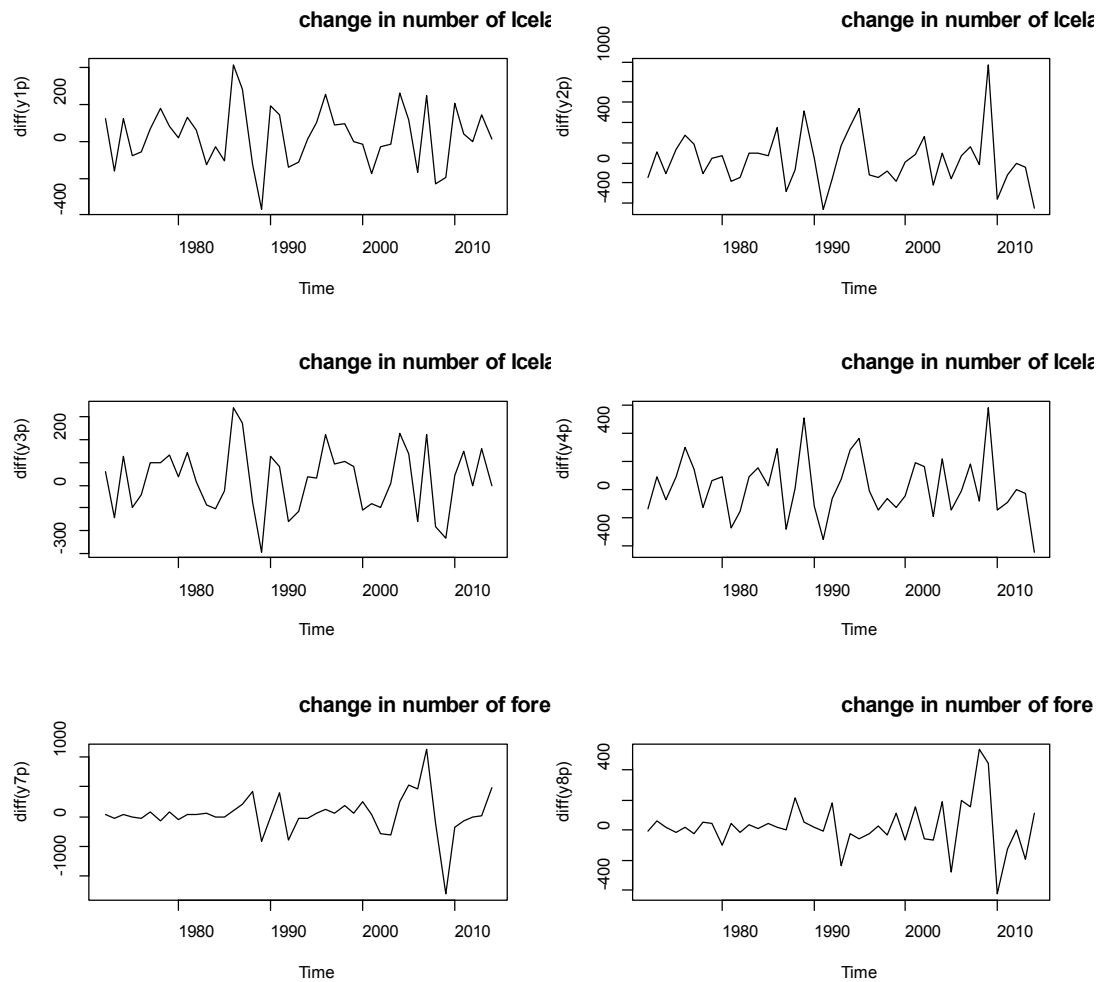 change in number of Icela
diff(y1p)
200
0
-400
1980 1990 2000 2010
Time
change in number of Icela
diff(y2p)
1000
400
0
-400
1980 1990 2000 2010
Time
change in number of Icela
diff(y3p)
200
0
-300
1980 1990 2000 2010
Time
change in number of Icela
diff(y4p)
400
0
-400
1980 1990 2000 2010
Time
change in number of fore
diff(y7p)
1000
0
-1000
1980 1990 2000 2010
Time
change in number of fore
diff(y8p)
400
0
-400
1980 1990 2000 2010
Time